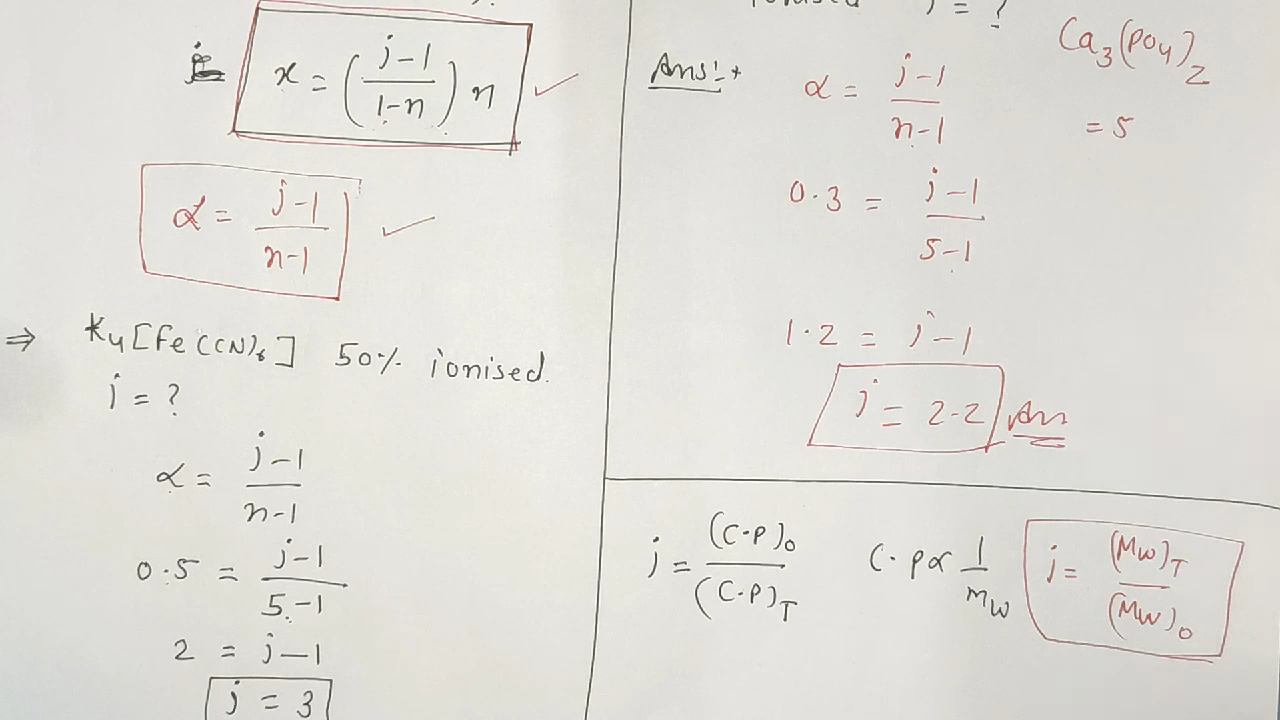 x = ( j-1 / 1-n ) n ✓
α = j-1 / n-1 ✓
⇒ K4[Fe(CN)6] 50% ionised.
j = ?
α = j-1 / n-1
0.5 = j-1 / 5-1
2 = j-1
j = 3
j = ?
Ca3(PO4)2
Ans:→ α = j-1 / n-1
= 5
0.3 = j-1 / 5-1
1.2 = j-1
j = 2.2 Ans
j = (C.P)o / (C.P)T C.P ∝ 1 / MW j = (MW)T / (MW)o